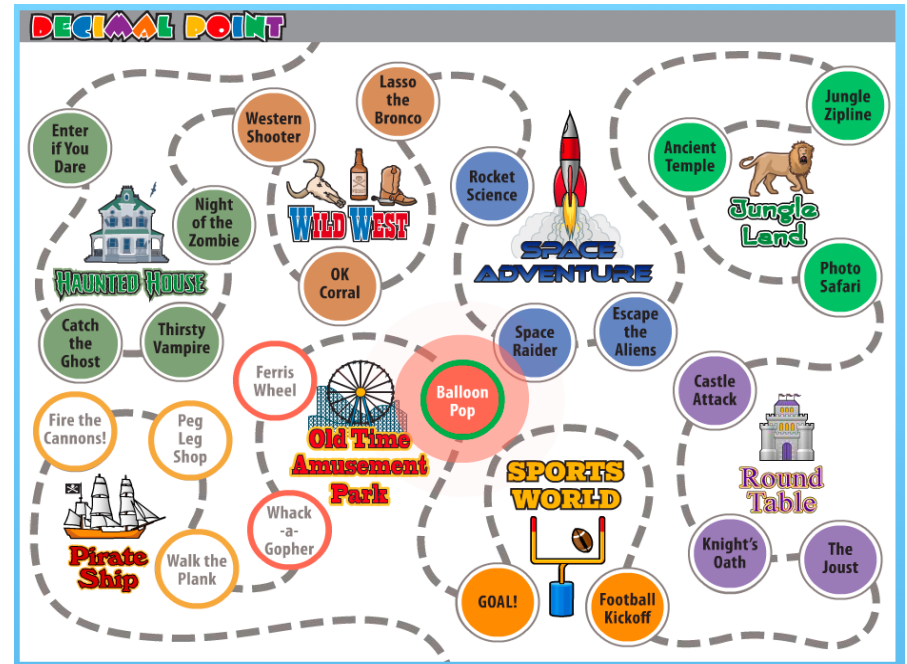 DECIMAL POINT
Enter
if You
Dare
Night
of the
Zombie
HAUNTED HOUSE
Catch
the
Ghost
Thirsty
Vampire
Western
Shooter
Lasso
the
Bronco
WILD WEST
OK
Corral
Rocket
Science
SPACE
ADVENTURE
Space
Raider
Escape
the
Aliens
Jungle
Zipline
Ancient
Temple
Jungle
Land
Photo
Safari
Ferris
Wheel
Balloon
Pop
Old Time
Amusement
Park
Whack
-a-
Gopher
Fire the
Cannons!
Peg
Leg
Shop
Pirate
Ship
Walk the
Plank
SPORTS
WORLD
GOAL!
Football
Kickoff
Castle
Attack
Round
Table
Knight's
Oath
The
Joust